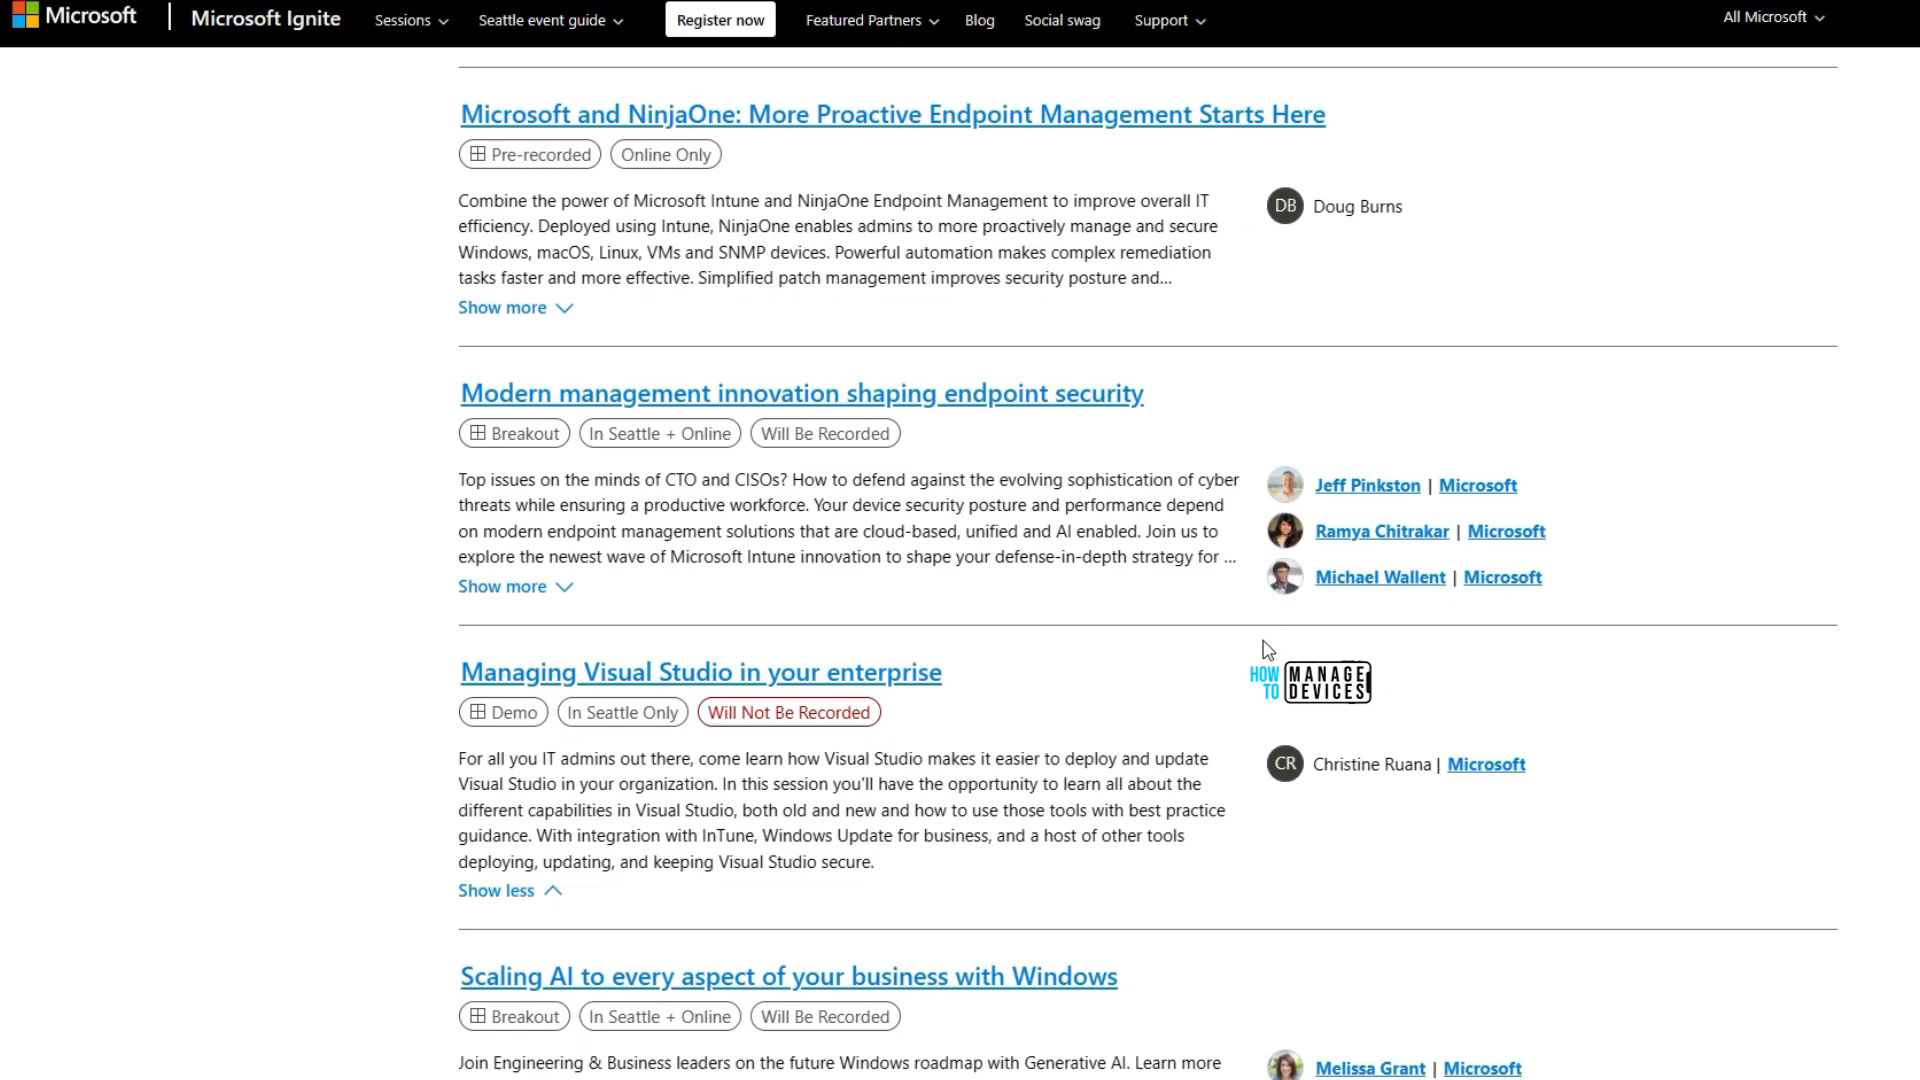 Microsoft | Microsoft Ignite Sessions Seattle event guide Register now Featured Partners Blog Social swag Support All Microsoft
Microsoft and NinjaOne: More Proactive Endpoint Management Starts Here
Pre-recorded Online Only
Combine the power of Microsoft Intune and NinjaOne Endpoint Management to improve overall IT
efficiency. Deployed using Intune, NinjaOne enables admins to more proactively manage and secure
Windows, macOS, Linux, VMs and SNMP devices. Powerful automation makes complex remediation
tasks faster and more effective. Simplified patch management improves security posture and...
Show more
DB Doug Burns
Modern management innovation shaping endpoint security
Breakout In Seattle + Online Will Be Recorded
Top issues on the minds of CTO and CISOs? How to defend against the evolving sophistication of cyber
threats while ensuring a productive workforce. Your device security posture and performance depend
on modern endpoint management solutions that are cloud-based, unified and AI enabled. Join us to
explore the newest wave of Microsoft Intune innovation to shape your defense-in-depth strategy for ...
Show more
Jeff Pinkston | Microsoft
Ramya Chitrakar | Microsoft
Michael Wallent | Microsoft
Managing Visual Studio in your enterprise
HOW TO MANAGE DEVICES
Demo In Seattle Only Will Not Be Recorded
For all you IT admins out there, come learn how Visual Studio makes it easier to deploy and update
Visual Studio in your organization. In this session you'll have the opportunity to learn all about the
different capabilities in Visual Studio, both old and new and how to use those tools with best practice
guidance. With integration with InTune, Windows Update for business, and a host of other tools
deploying, updating, and keeping Visual Studio secure.
Show less
CR Christine Ruana | Microsoft
Scaling AI to every aspect of your business with Windows
Breakout In Seattle + Online Will Be Recorded
Join Engineering & Business leaders on the future Windows roadmap with Generative AI. Learn more
Melissa Grant | Microsoft